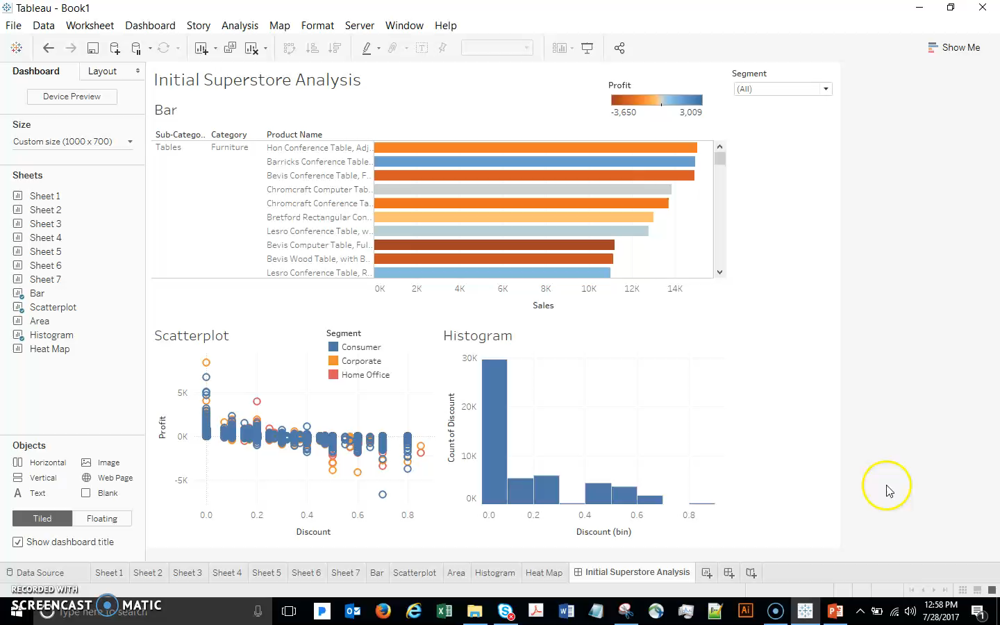 Tableau - Book1
File Data Worksheet Dashboard Story Analysis Map Format Server Window Help
Show Me
Dashboard
Layout
Device Preview
Size
Custom size (1000 x 700)
Sheets
Sheet 1
Sheet 2
Sheet 3
Sheet 4
Sheet 5
Sheet 6
Sheet 7
Bar
Scatterplot
Area
Histogram
Heat Map
Objects
Horizontal Image
Vertical Web Page
A Text Blank
Tiled Floating
Show dashboard title
Initial Superstore Analysis
Profit
-3,650 3,009
Segment
(All)
Bar
Sub-Catego.. Category Product Name
Tables Furniture Hon Conference Table, Adj..
Barricks Conference Table..
Bevis Conference Table, F..
Chromcraft Computer Tab..
Chromcraft Conference Ta..
Bretford Rectangular Con..
Lesro Conference Table, w..
Bevis Computer Table, Ful..
Bevis Wood Table, with B..
Lesro Conference Table, R..
0K 2K 4K 6K 8K 10K 12K 14K
Sales
Scatterplot
Segment
Consumer
Corporate
Home Office
5K
0K
-5K
Profit
0.0 0.2 0.4 0.6 0.8
Discount
Histogram
30K
20K
10K
0K
Count of Discount
0.0 0.2 0.4 0.6 0.8
Discount (bin)
Data Source Sheet 1 Sheet 2 Sheet 3 Sheet 4 Sheet 5 Sheet 6 Sheet 7 Bar Scatterplot Area Histogram Heat Map Initial Superstore Analysis
RECORDED WITH
SCREENCAST MATIC
Type here to search
12:58 PM
7/28/2017
1